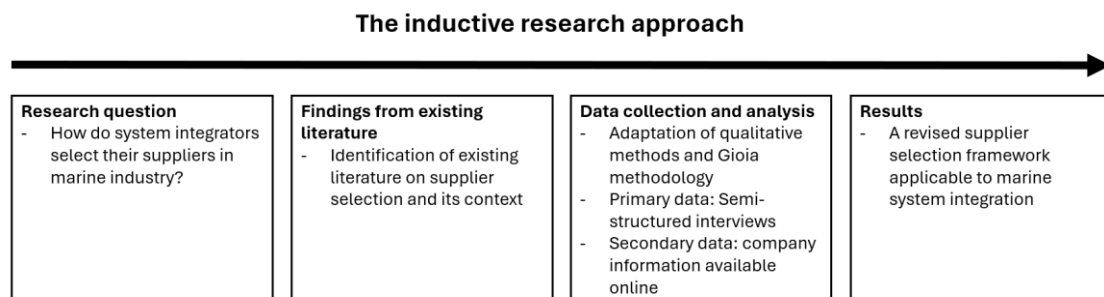 The inductive research approach
Research question
- How do system integrators
select their suppliers in
marine industry?
Findings from existing
literature
- Identification of existing
literature on supplier
selection and its context
Data collection and analysis
- Adaptation of qualitative
methods and Gioia
methodology
- Primary data: Semi-
structured interviews
- Secondary data: company
information available
online
Results
- A revised supplier
selection framework
applicable to marine
system integration